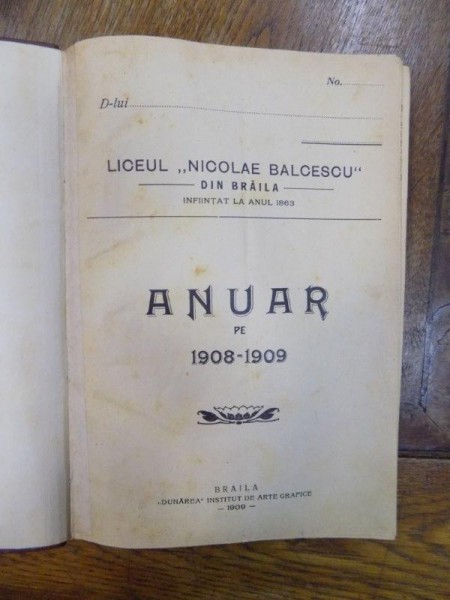 No.
D-lui
LICEUL „NICOLAE BALCESCU“
DIN BRĂILA
INFIINȚAT LA ANUL 1863
ANUAR
PE
1908-1909
BRAILA
„DUNĂREA” INSTITUT DE ARTE GRAFICE
— 1909 —